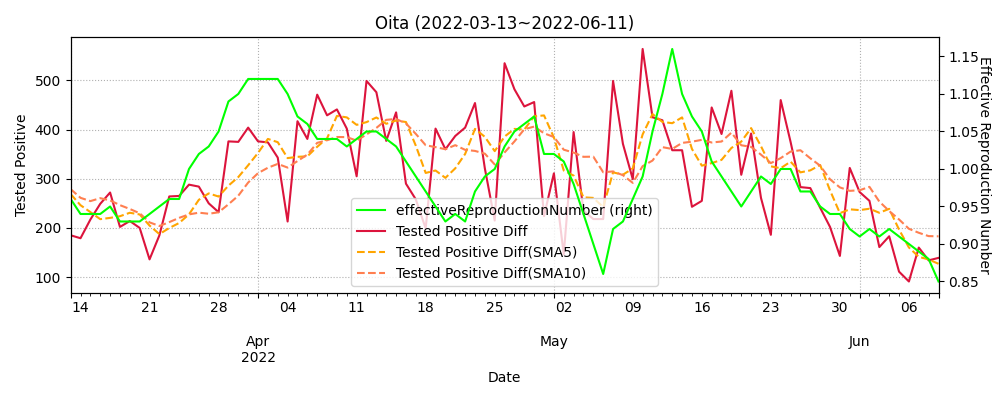 Oita (2022-03-13~2022-06-11)
Tested Positive
500
400
300
200
100
1.15
1.10
1.05
1.00
0.95
0.90
0.85
Effective Reproduction Number
effectiveReproductionNumber (right)
Tested Positive Diff
Tested Positive Diff(SMA5)
Tested Positive Diff(SMA10)
14 21 28 04 11 18 25 02 09 16 23 30 06
Apr May Jun
2022
Date